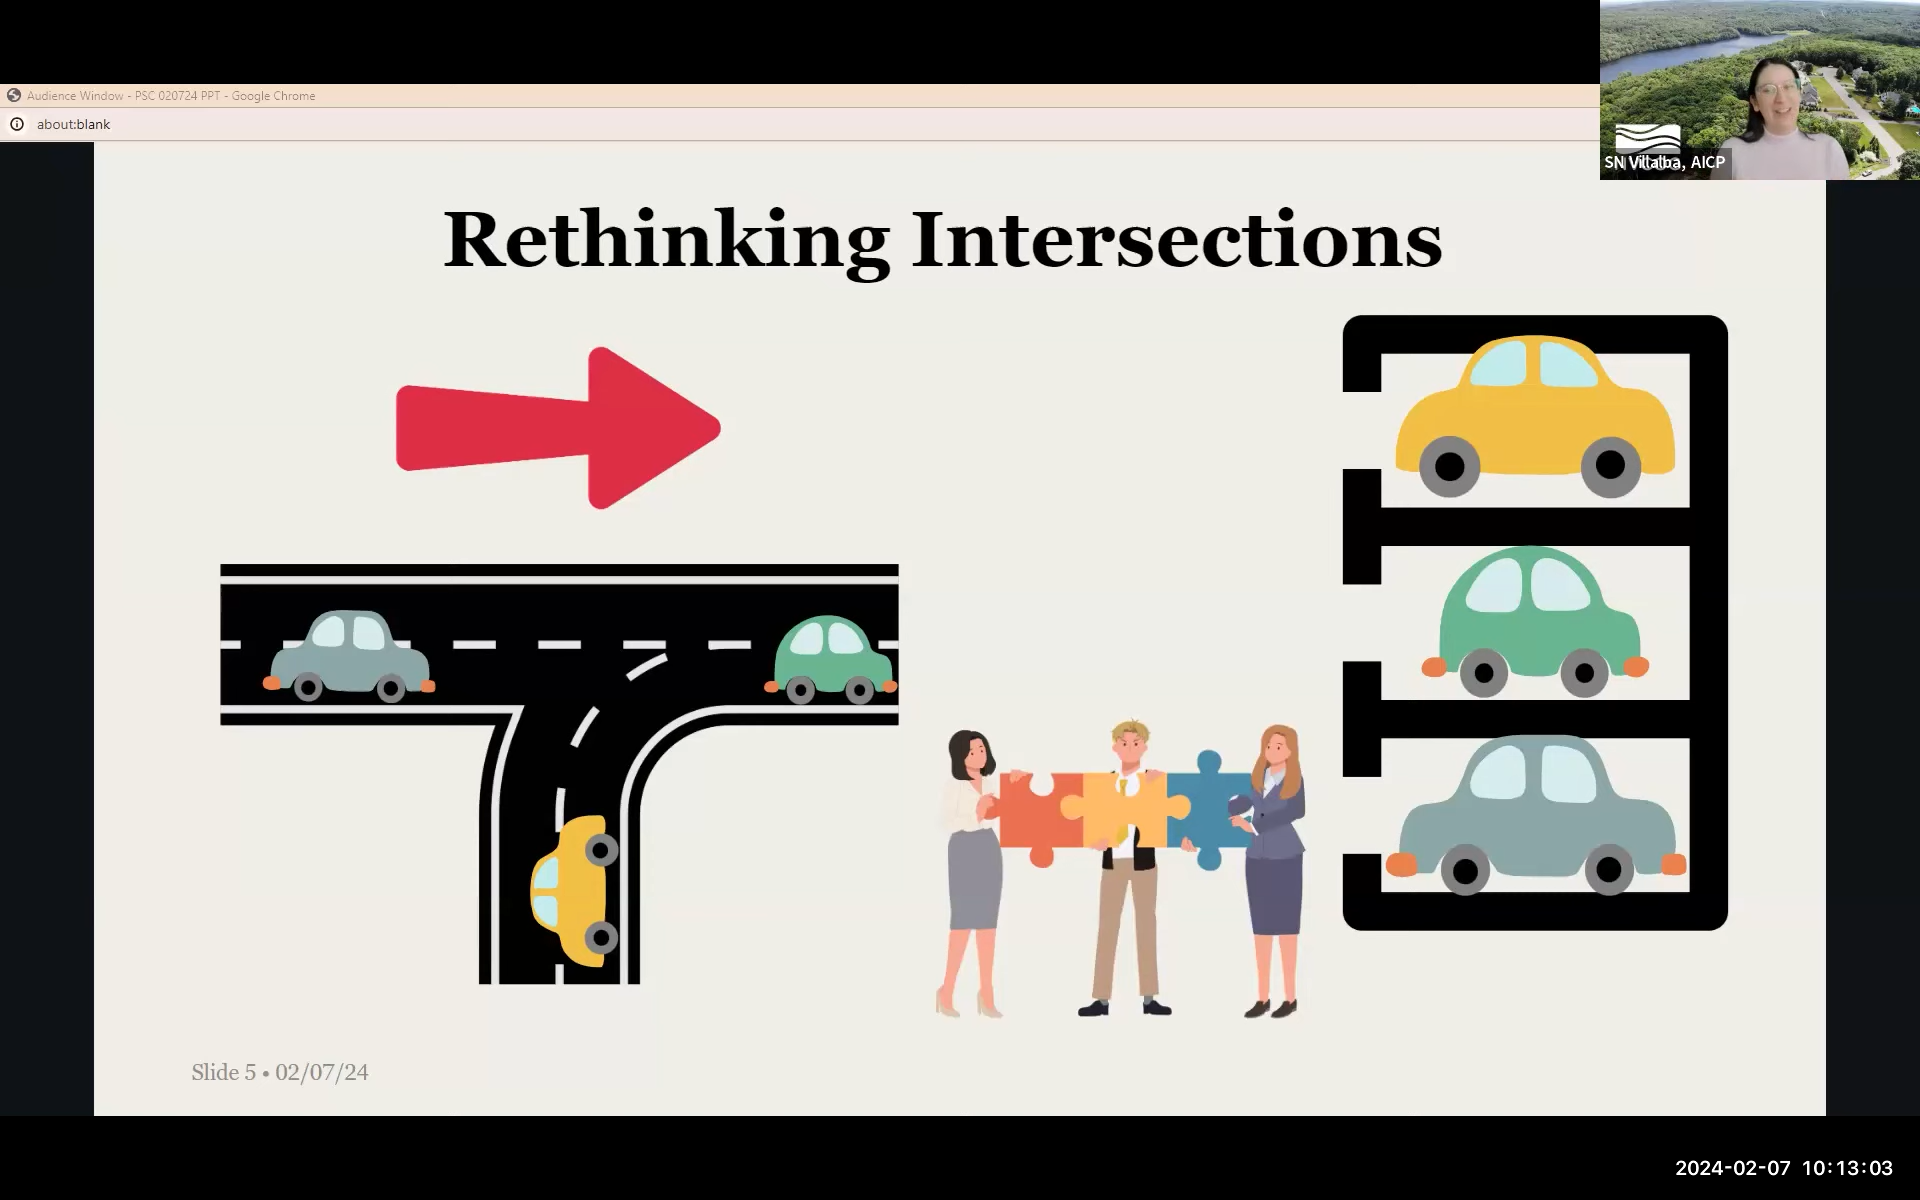 Audience Window - PSC 020724 PPT - Google Chrome
about:blank
SN Villalba, AICP
Rethinking Intersections
Slide 5 • 02/07/24
2024-02-07 10:13:03